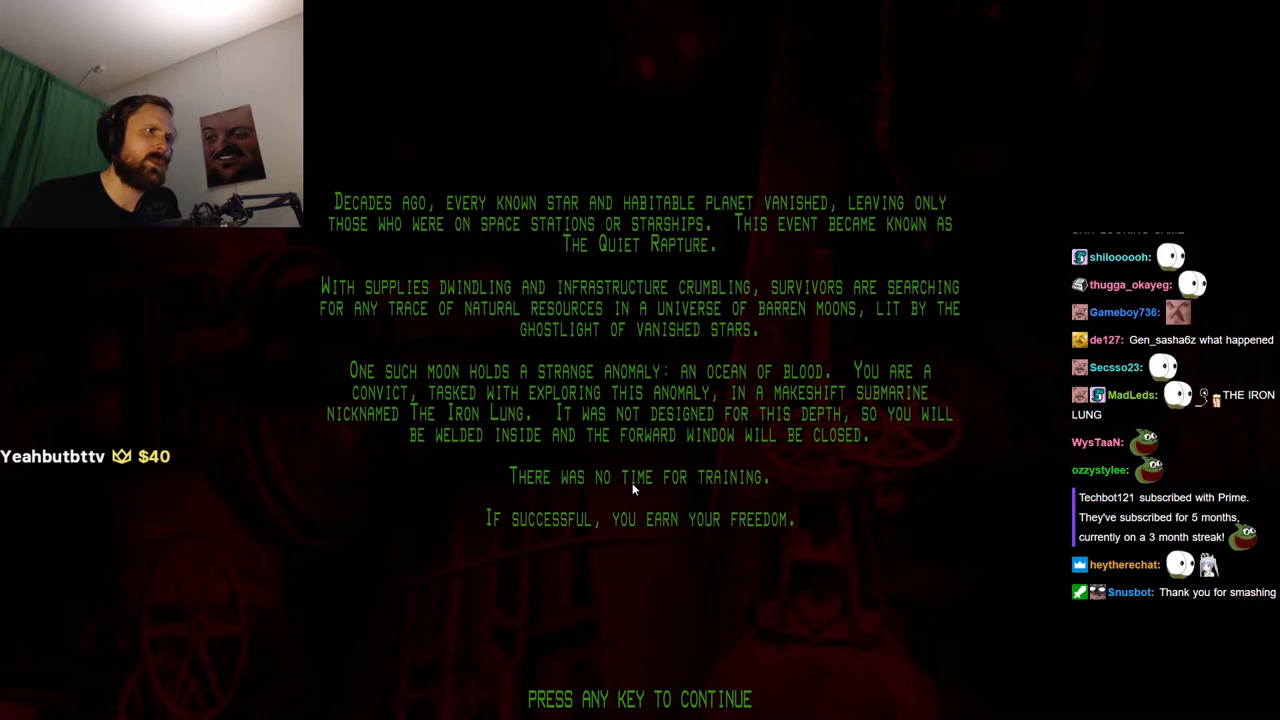 Decades ago, every known star and habitable planet vanished, leaving only
those who were on space stations or starships. This event became known as
The Quiet Rapture.
With supplies dwindling and infrastructure crumbling, survivors are searching
for any trace of natural resources in a universe of barren moons, lit by the
ghostlight of vanished stars.
One such moon holds a strange anomaly: an ocean of blood. You are a
convict, tasked with exploring this anomaly, in a makeshift submarine
nicknamed The Iron Lung. It was not designed for this depth, so you will
be welded inside and the forward window will be closed.
There was no time for training.
If successful, you earn your freedom.
PRESS ANY KEY TO CONTINUE
Yeahbutbttv $40
shiloooooh:
thugga_okayeg:
Gameboy736:
de127: Gen_sasha6z what happened
Secsso23:
MadLeds: THE IRON
LUNG
WysTaaN:
ozzystylee:
Techbot121 subscribed with Prime.
They've subscribed for 5 months,
currently on a 3 month streak!
heytherechat:
Snusbot: Thank you for smashing